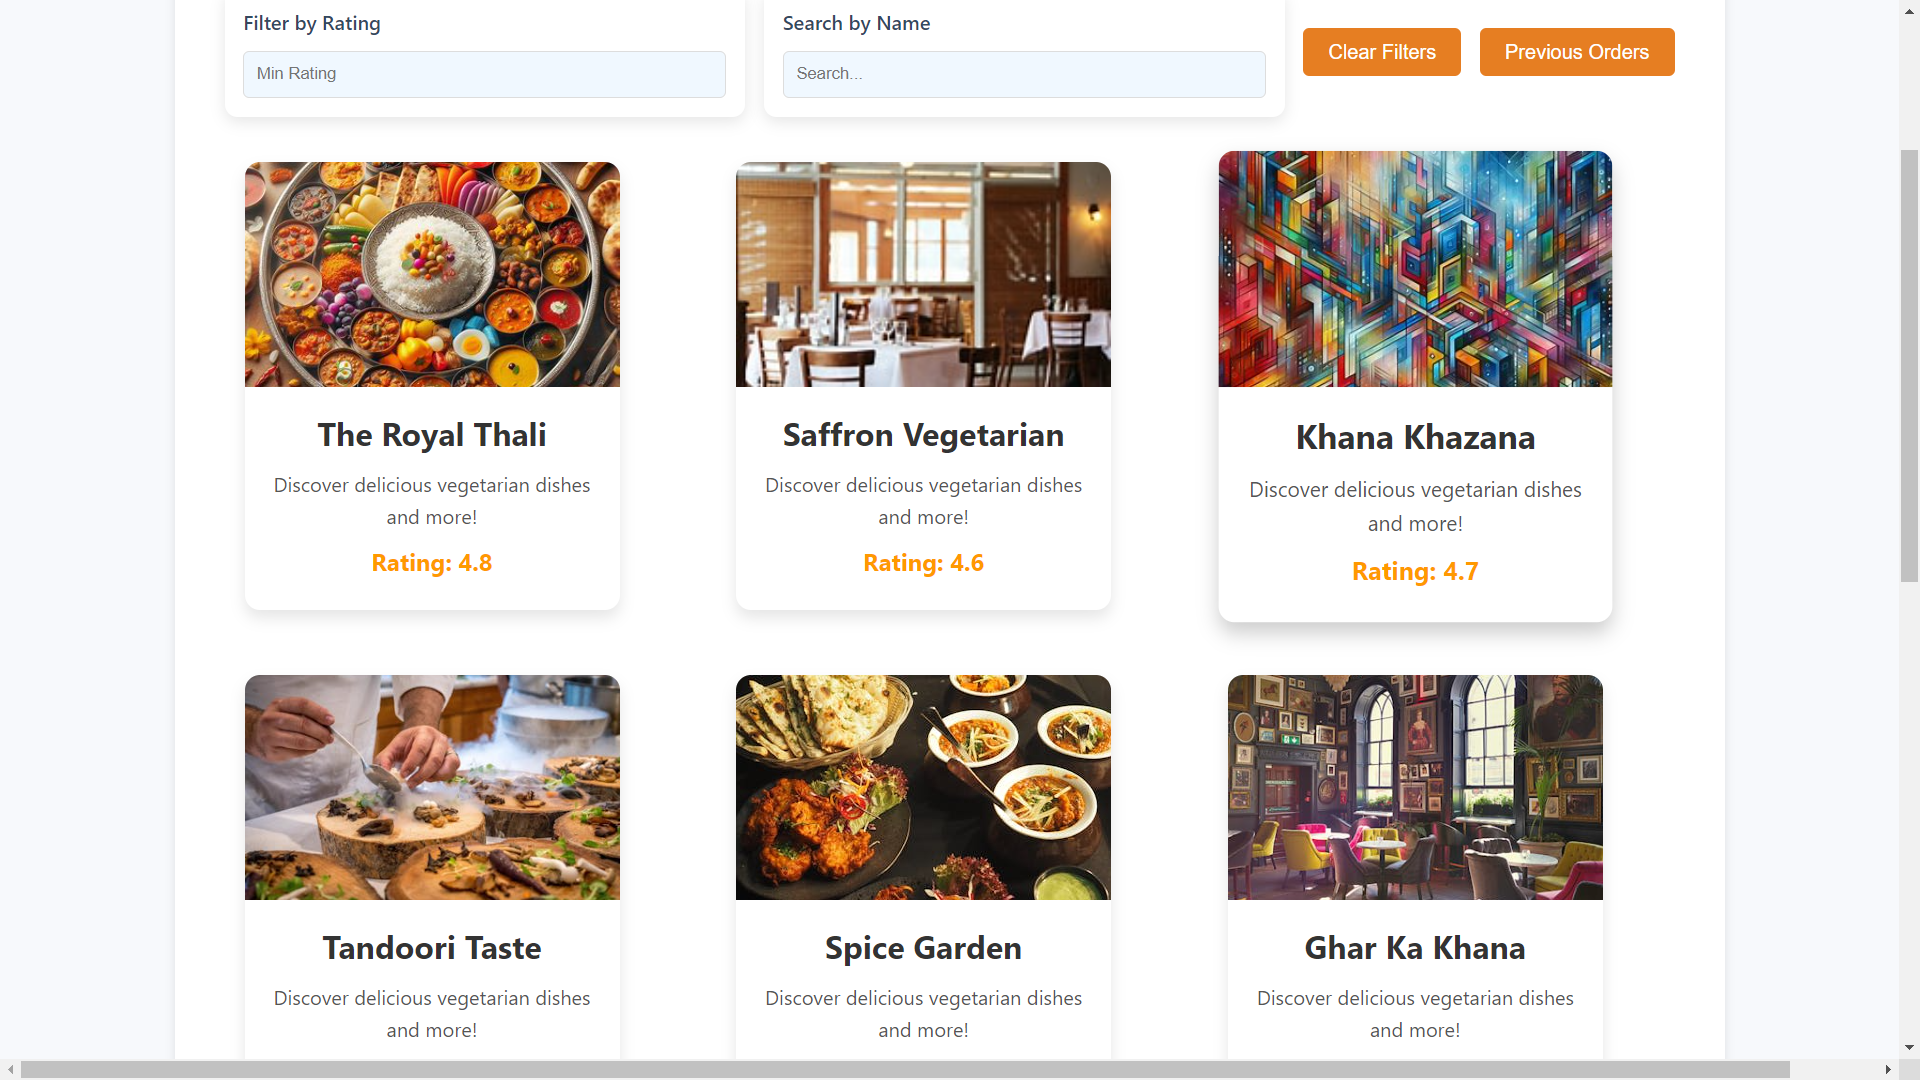 Filter by Rating
Min Rating
Search by Name
Search...
Clear Filters
Previous Orders
The Royal Thali
Discover delicious vegetarian dishes
and more!
Rating: 4.8
Saffron Vegetarian
Discover delicious vegetarian dishes
and more!
Rating: 4.6
Khana Khazana
Discover delicious vegetarian dishes
and more!
Rating: 4.7
Tandoori Taste
Discover delicious vegetarian dishes
and more!
Spice Garden
Discover delicious vegetarian dishes
and more!
Ghar Ka Khana
Discover delicious vegetarian dishes
and more!